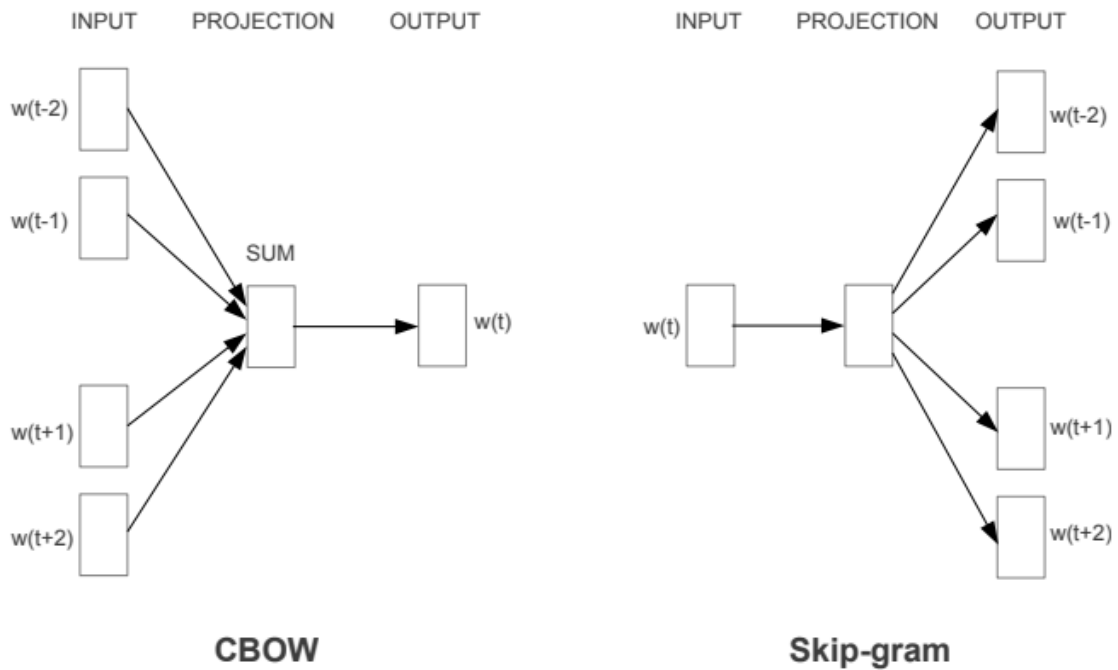 INPUT PROJECTION OUTPUT
w(t-2)
w(t-1)
SUM
w(t)
w(t+1)
w(t+2)
CBOW
INPUT PROJECTION OUTPUT
w(t-2)
w(t-1)
w(t)
w(t+1)
w(t+2)
Skip-gram